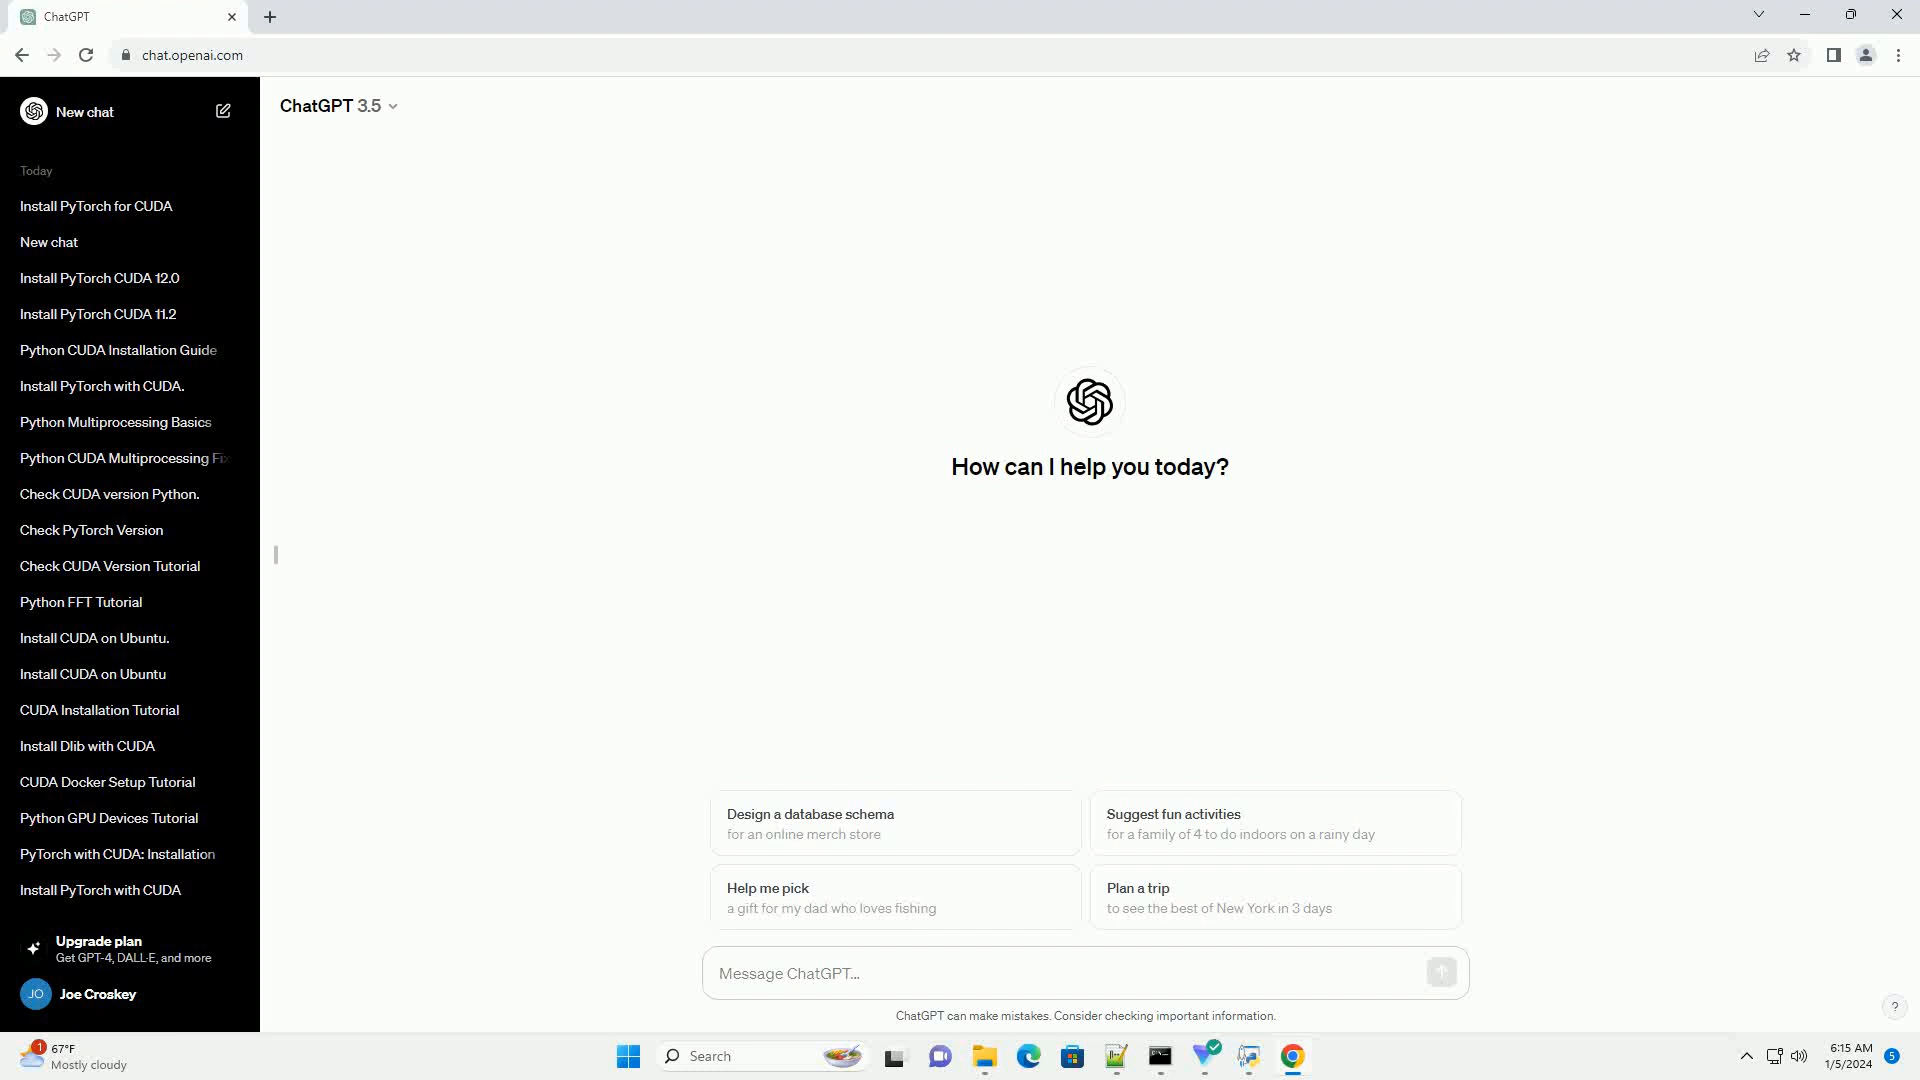 ChatGPT
chat.openai.com
New chat
Today
Install PyTorch for CUDA
New chat
Install PyTorch CUDA 12.0
Install PyTorch CUDA 11.2
Python CUDA Installation Guide
Install PyTorch with CUDA.
Python Multiprocessing Basics
Python CUDA Multiprocessing Fix
Check CUDA version Python.
Check PyTorch Version
Check CUDA Version Tutorial
Python FFT Tutorial
Install CUDA on Ubuntu.
Install CUDA on Ubuntu
CUDA Installation Tutorial
Install Dlib with CUDA
CUDA Docker Setup Tutorial
Python GPU Devices Tutorial
PyTorch with CUDA: Installation
Install PyTorch with CUDA
Upgrade plan
Get GPT-4, DALL·E, and more
JO Joe Croskey
ChatGPT 3.5
How can I help you today?
Design a database schema
for an online merch store
Suggest fun activities
for a family of 4 to do indoors on a rainy day
Help me pick
a gift for my dad who loves fishing
Plan a trip
to see the best of New York in 3 days
Message ChatGPT...
ChatGPT can make mistakes. Consider checking important information.
?
1
67°F
Mostly cloudy
Search
6:15 AM
1/5/2024
5